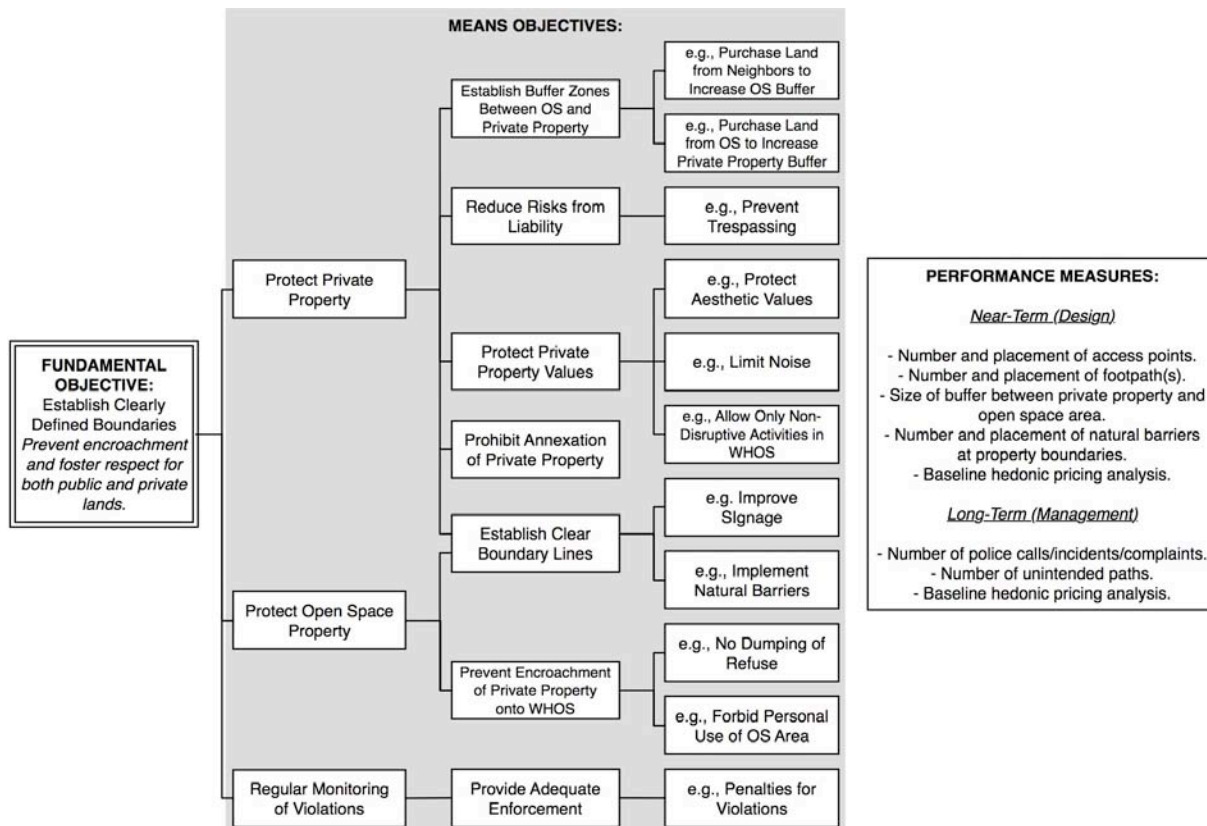 MEANS OBJECTIVES:
FUNDAMENTAL
OBJECTIVE:
Establish Clearly
Defined Boundaries
Prevent encroachment
and foster respect for
both public and private
lands.
Protect Private
Property
Establish Buffer Zones
Between OS and
Private Property
e.g., Purchase Land
from Neighbors to
Increase OS Buffer
e.g., Purchase Land
from OS to Increase
Private Property Buffer
Reduce Risks from
Liability
e.g., Prevent
Trespassing
Protect Private
Property Values
e.g., Protect
Aesthetic Values
e.g., Limit Noise
e.g., Allow Only Non-
Disruptive Activities in
WHOS
Prohibit Annexation
of Private Property
Establish Clear
Boundary Lines
e.g. Improve
SIgnage
e.g., Implement
Natural Barriers
Protect Open Space
Property
Prevent Encroachment
of Private Property
onto WHOS
e.g., No Dumping of
Refuse
e.g., Forbid Personal
Use of OS Area
Regular Monitoring
of Violations
Provide Adequate
Enforcement
e.g., Penalties for
Violations
PERFORMANCE MEASURES:
Near-Term (Design)
- Number and placement of access points.
- Number and placement of footpath(s).
- Size of buffer between private property and
open space area.
- Number and placement of natural barriers
at property boundaries.
- Baseline hedonic pricing analysis.
Long-Term (Management)
- Number of police calls/incidents/complaints.
- Number of unintended paths.
- Baseline hedonic pricing analysis.